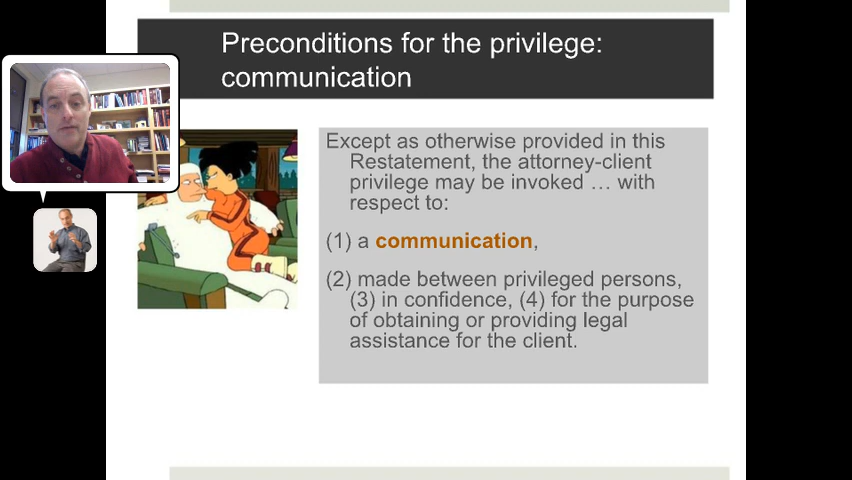 Preconditions for the privilege:
communication
Except as otherwise provided in this
Restatement, the attorney-client
privilege may be invoked … with
respect to:
(1) a communication,
(2) made between privileged persons,
(3) in confidence, (4) for the purpose
of obtaining or providing legal
assistance for the client.